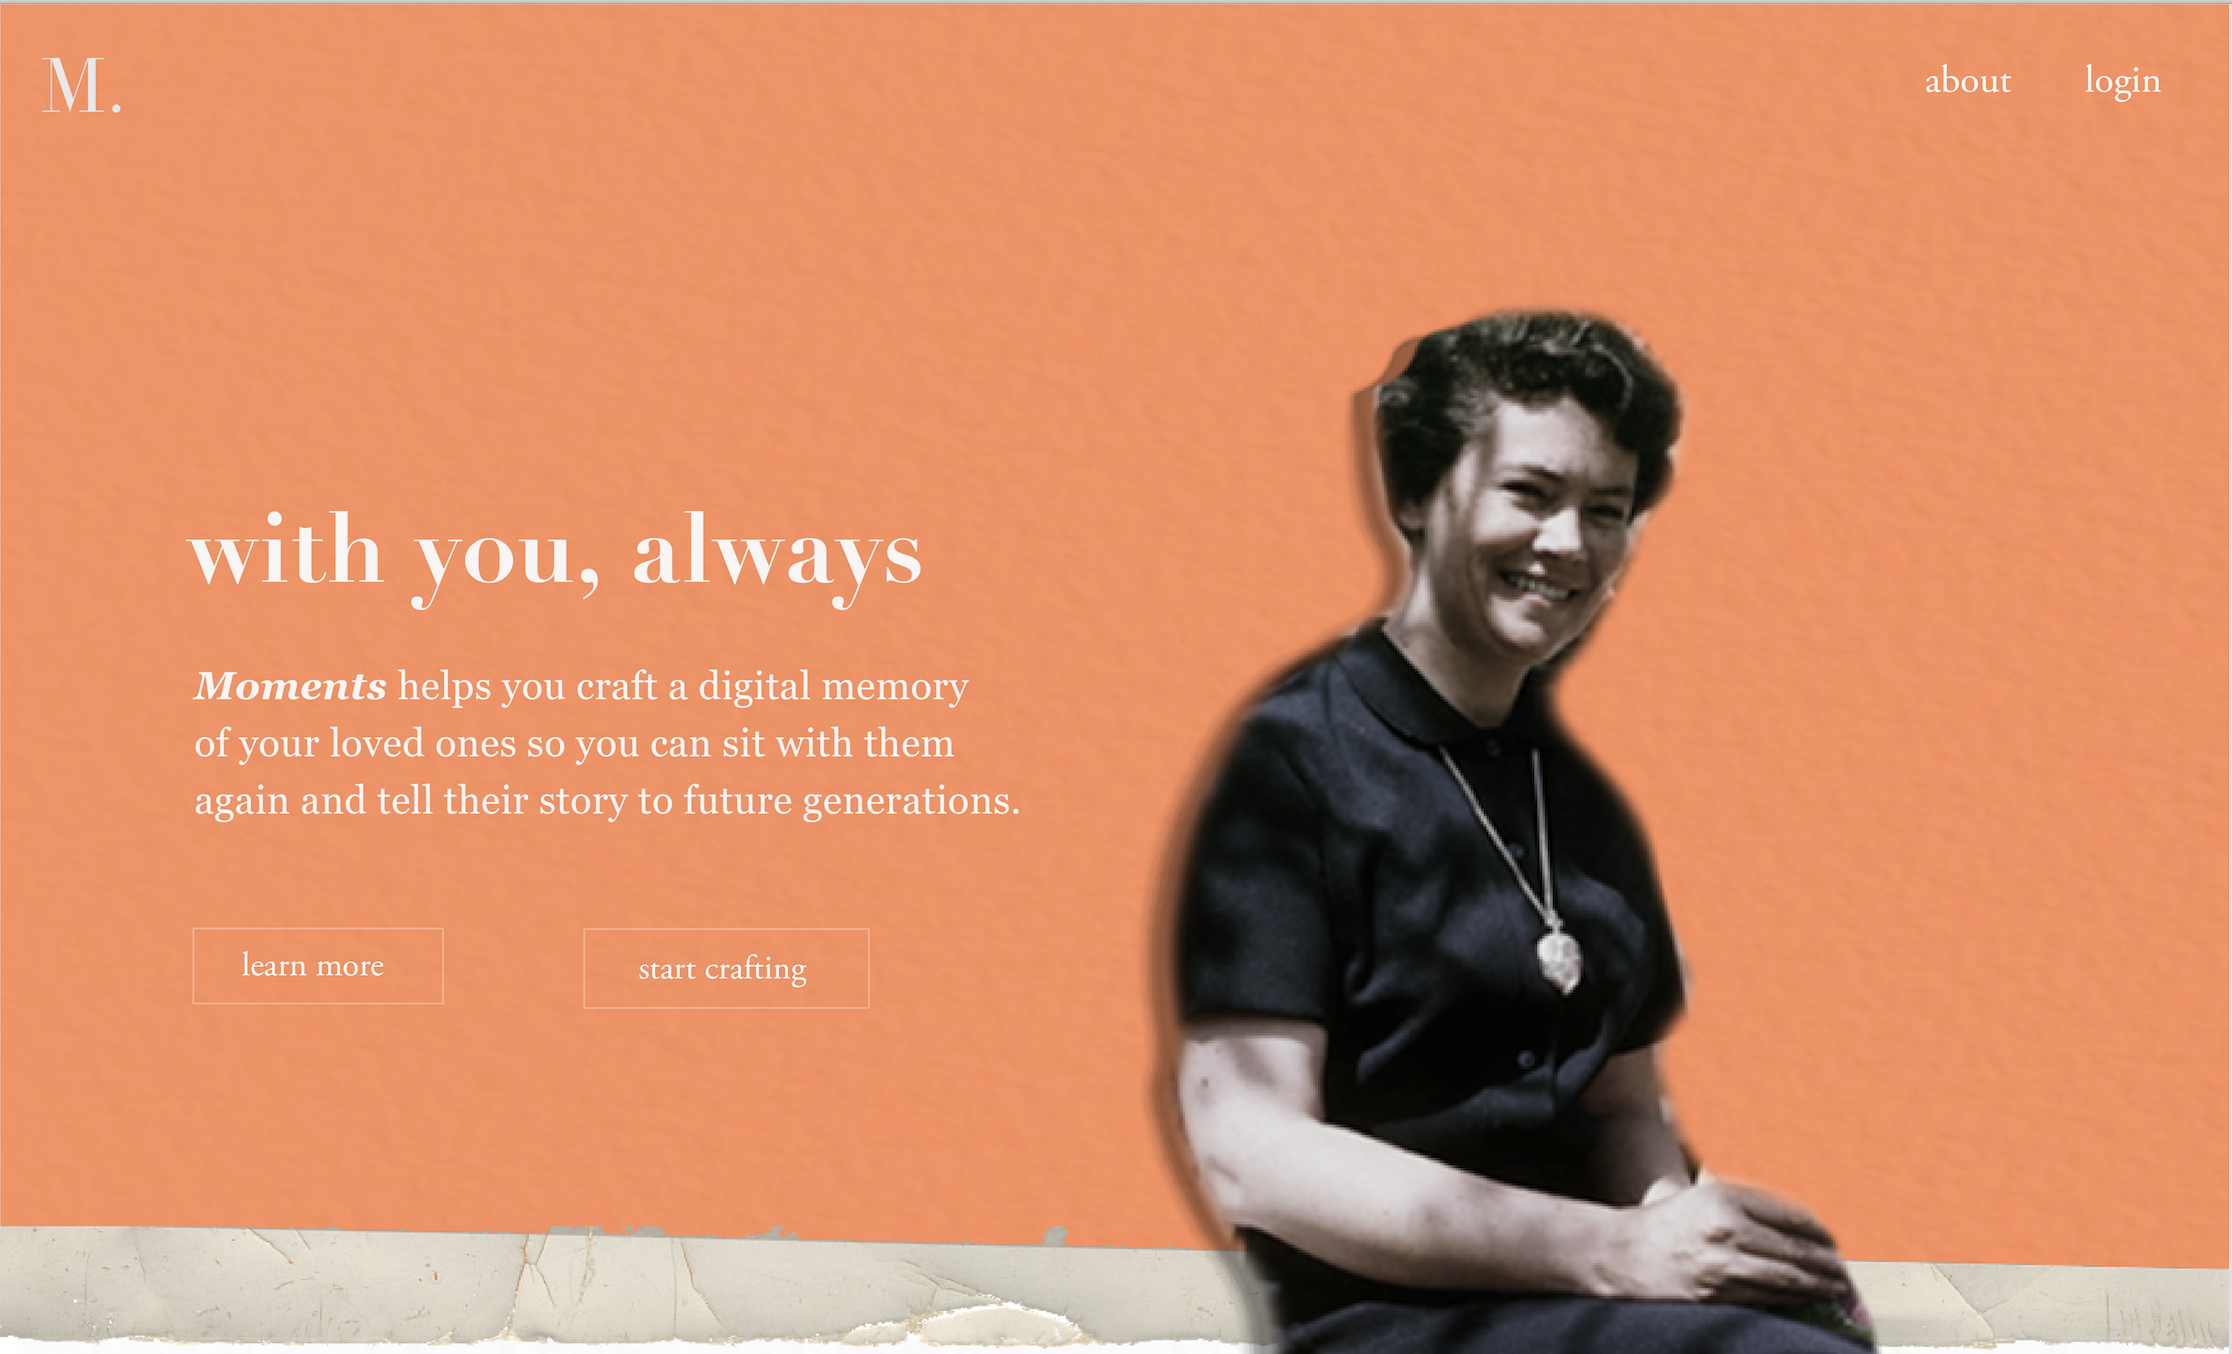 M.
about login
with you, always
Moments helps you craft a digital memory
of your loved ones so you can sit with them
again and tell their story to future generations.
learn more
start crafting